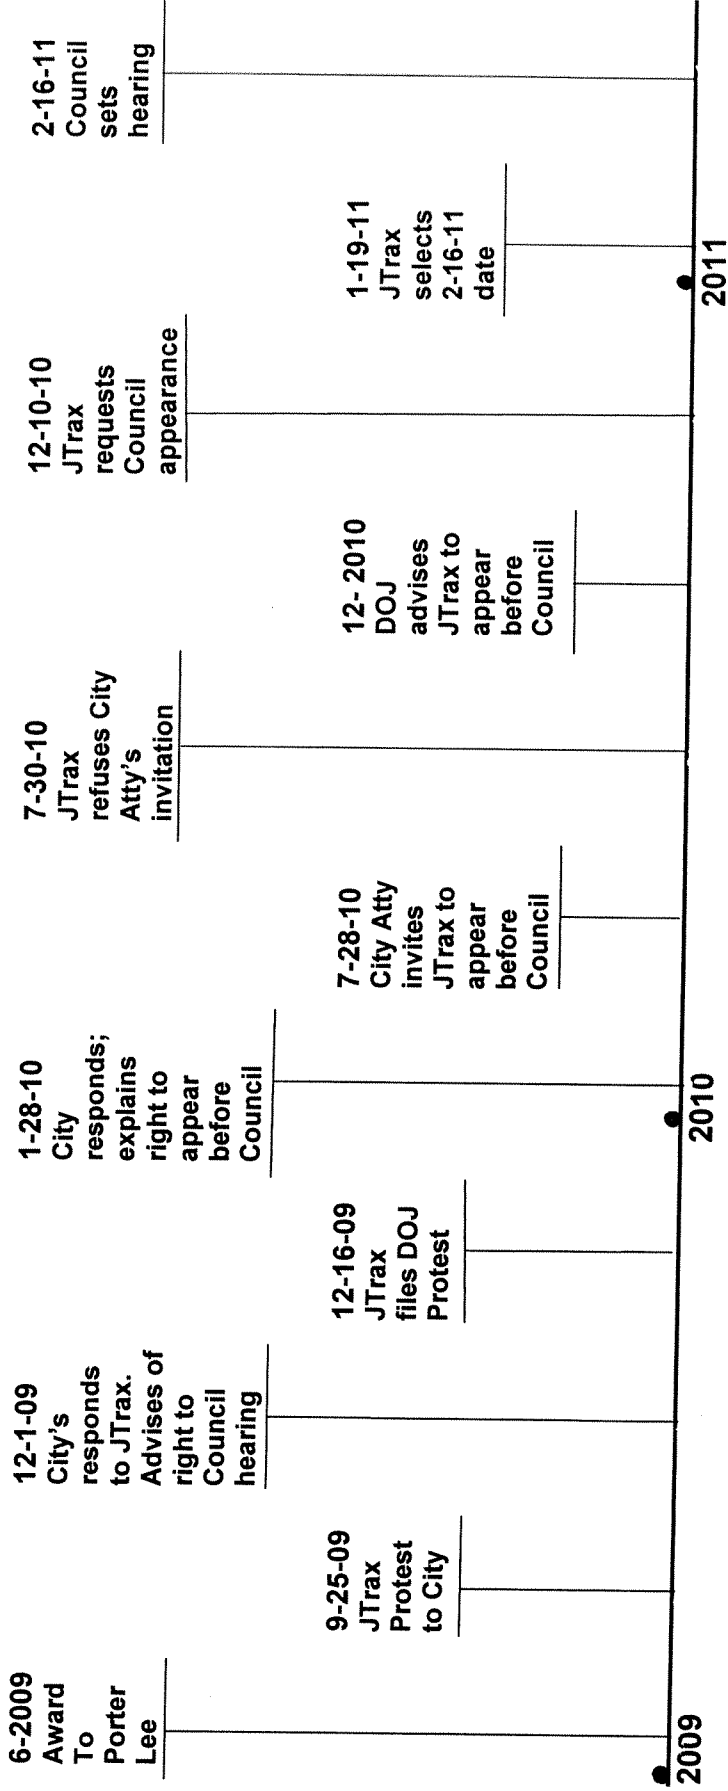 6-2009
Award
To
Porter
Lee
9-25-09
JTrax
Protest
to City
12-1-09
City's
responds
to JTrax.
Advises of
right to
Council
hearing
12-16-09
JTrax
files DOJ
Protest
1-28-10
City
responds;
explains
right to
appear
before
Council
7-28-10
City Atty
invites
JTrax to
appear
before
Council
7-30-10
JTrax
refuses City
Atty's
invitation
12- 2010
DOJ
advises
JTrax to
appear
before
Council
12-10-10
JTrax
requests
Council
appearance
1-19-11
JTrax
selects
2-16-11
date
2-16-11
Council
sets
hearing
2009
2010
2011